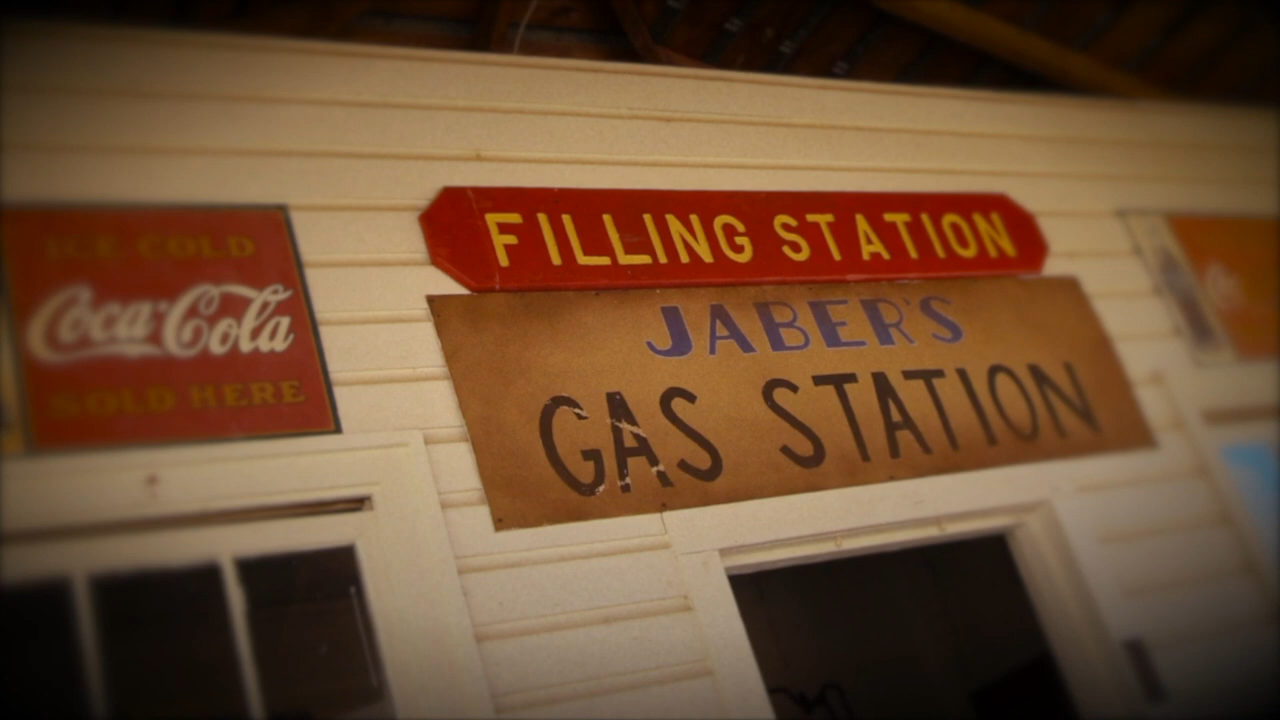 ICE COLD
Coca-Cola
SOLD HERE
FILLING STATION
JABER'S
GAS STATION